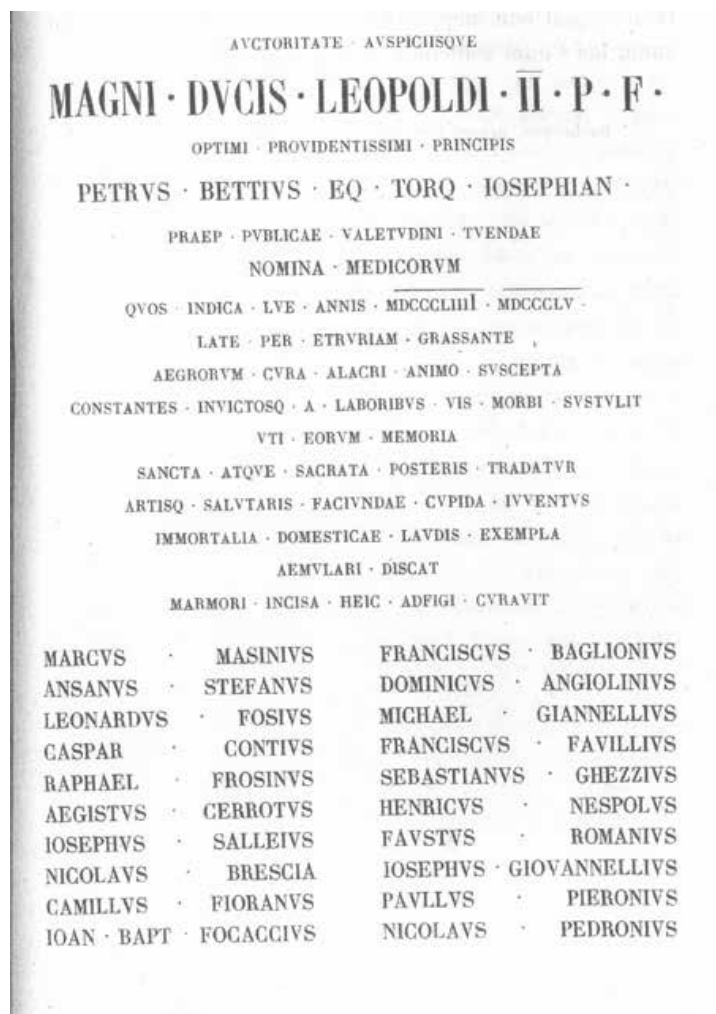 AVCTORITATE · AVSPICIISQVE
MAGNI · DVCIS · LEOPOLDI · I̅I̅ · P · F ·
OPTIMI · PROVIDENTISSIMI · PRINCIPIS
PETRVS · BETTIVS · EQ · TORQ · IOSEPHIAN ·
PRAEP · PVBLICAE · VALETVDINI · TVENDAE
NOMINA · MEDICORVM
QVOS · INDICA · LVE · ANNIS · MDCCCLIIII · MDCCCLV ·
LATE · PER · ETRVRIAM · GRASSANTE
AEGRORVM · CVRA · ALACRI · ANIMO · SVSCEPTA
CONSTANTES · INVICTOSQ · A · LABORIBVS · VIS · MORBI · SVSTVLIT
VTI · EORVM · MEMORIA
SANCTA · ATQVE · SACRATA · POSTERIS · TRADATVR
ARTISQ · SALVTARIS · FACIVNDAE · CVPIDA · IVVENTVS
IMMORTALIA · DOMESTICAE · LAVDIS · EXEMPLA
AEMVLARI · DISCAT
MARMORI · INCISA · HEIC · ADFIGI · CVRAVIT
MARCVS · MASINIVS
ANSANVS · STEFANVS
LEONARDVS · FOSIVS
CASPAR · CONTIVS
RAPHAEL · FROSINVS
AEGISTVS · CERROTVS
IOSEPHVS · SALLEIVS
NICOLAVS · BRESCIA
CAMILLVS · FIORANVS
IOAN · BAPT · FOCACCIVS
FRANCISCVS · BAGLIONIVS
DOMINICVS · ANGIOLINIVS
MICHAEL · GIANNELLIVS
FRANCISCVS · FAVILLIVS
SEBASTIANVS · GHEZZIVS
HENRICVS · NESPOLVS
FAVSTVS · ROMANIVS
IOSEPHVS · GIOVANNELLIVS
PAVLLVS · PIERONIVS
NICOLAVS · PEDRONIVS